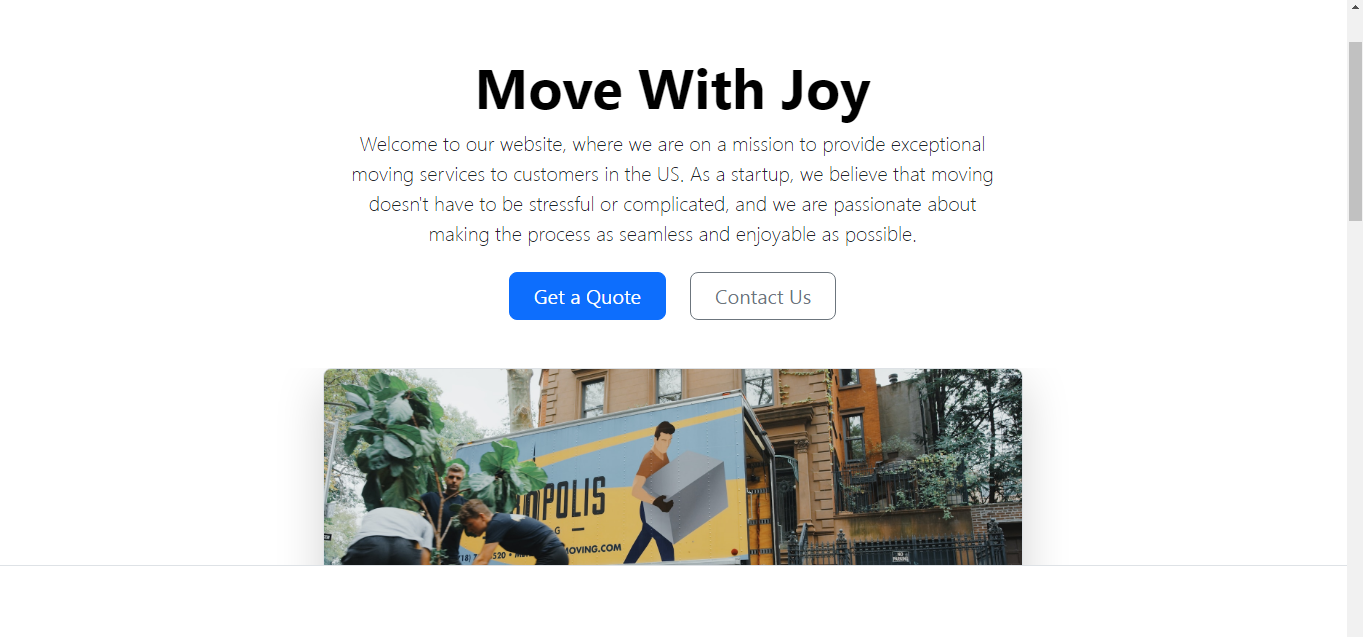 Move With Joy
Welcome to our website, where we are on a mission to provide exceptional
moving services to customers in the US. As a startup, we believe that moving
doesn't have to be stressful or complicated, and we are passionate about
making the process as seamless and enjoyable as possible.
Get a Quote
Contact Us
OPOLIS
MOVING.COM
NO
PARKING